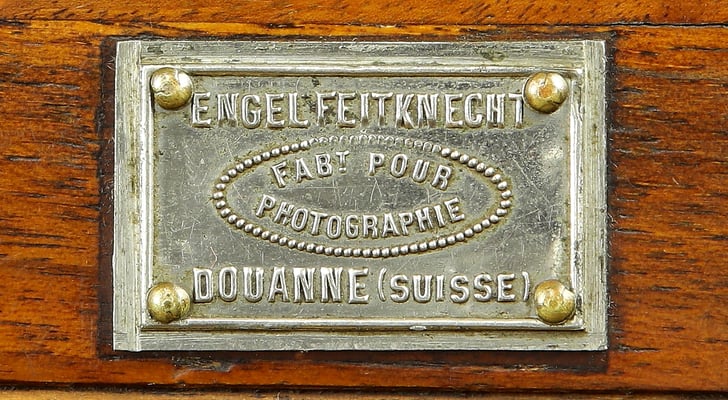 ENGEL FEITKNECHT
FABT POUR
PHOTOGRAPHIE
DOUANNE (SUISSE)